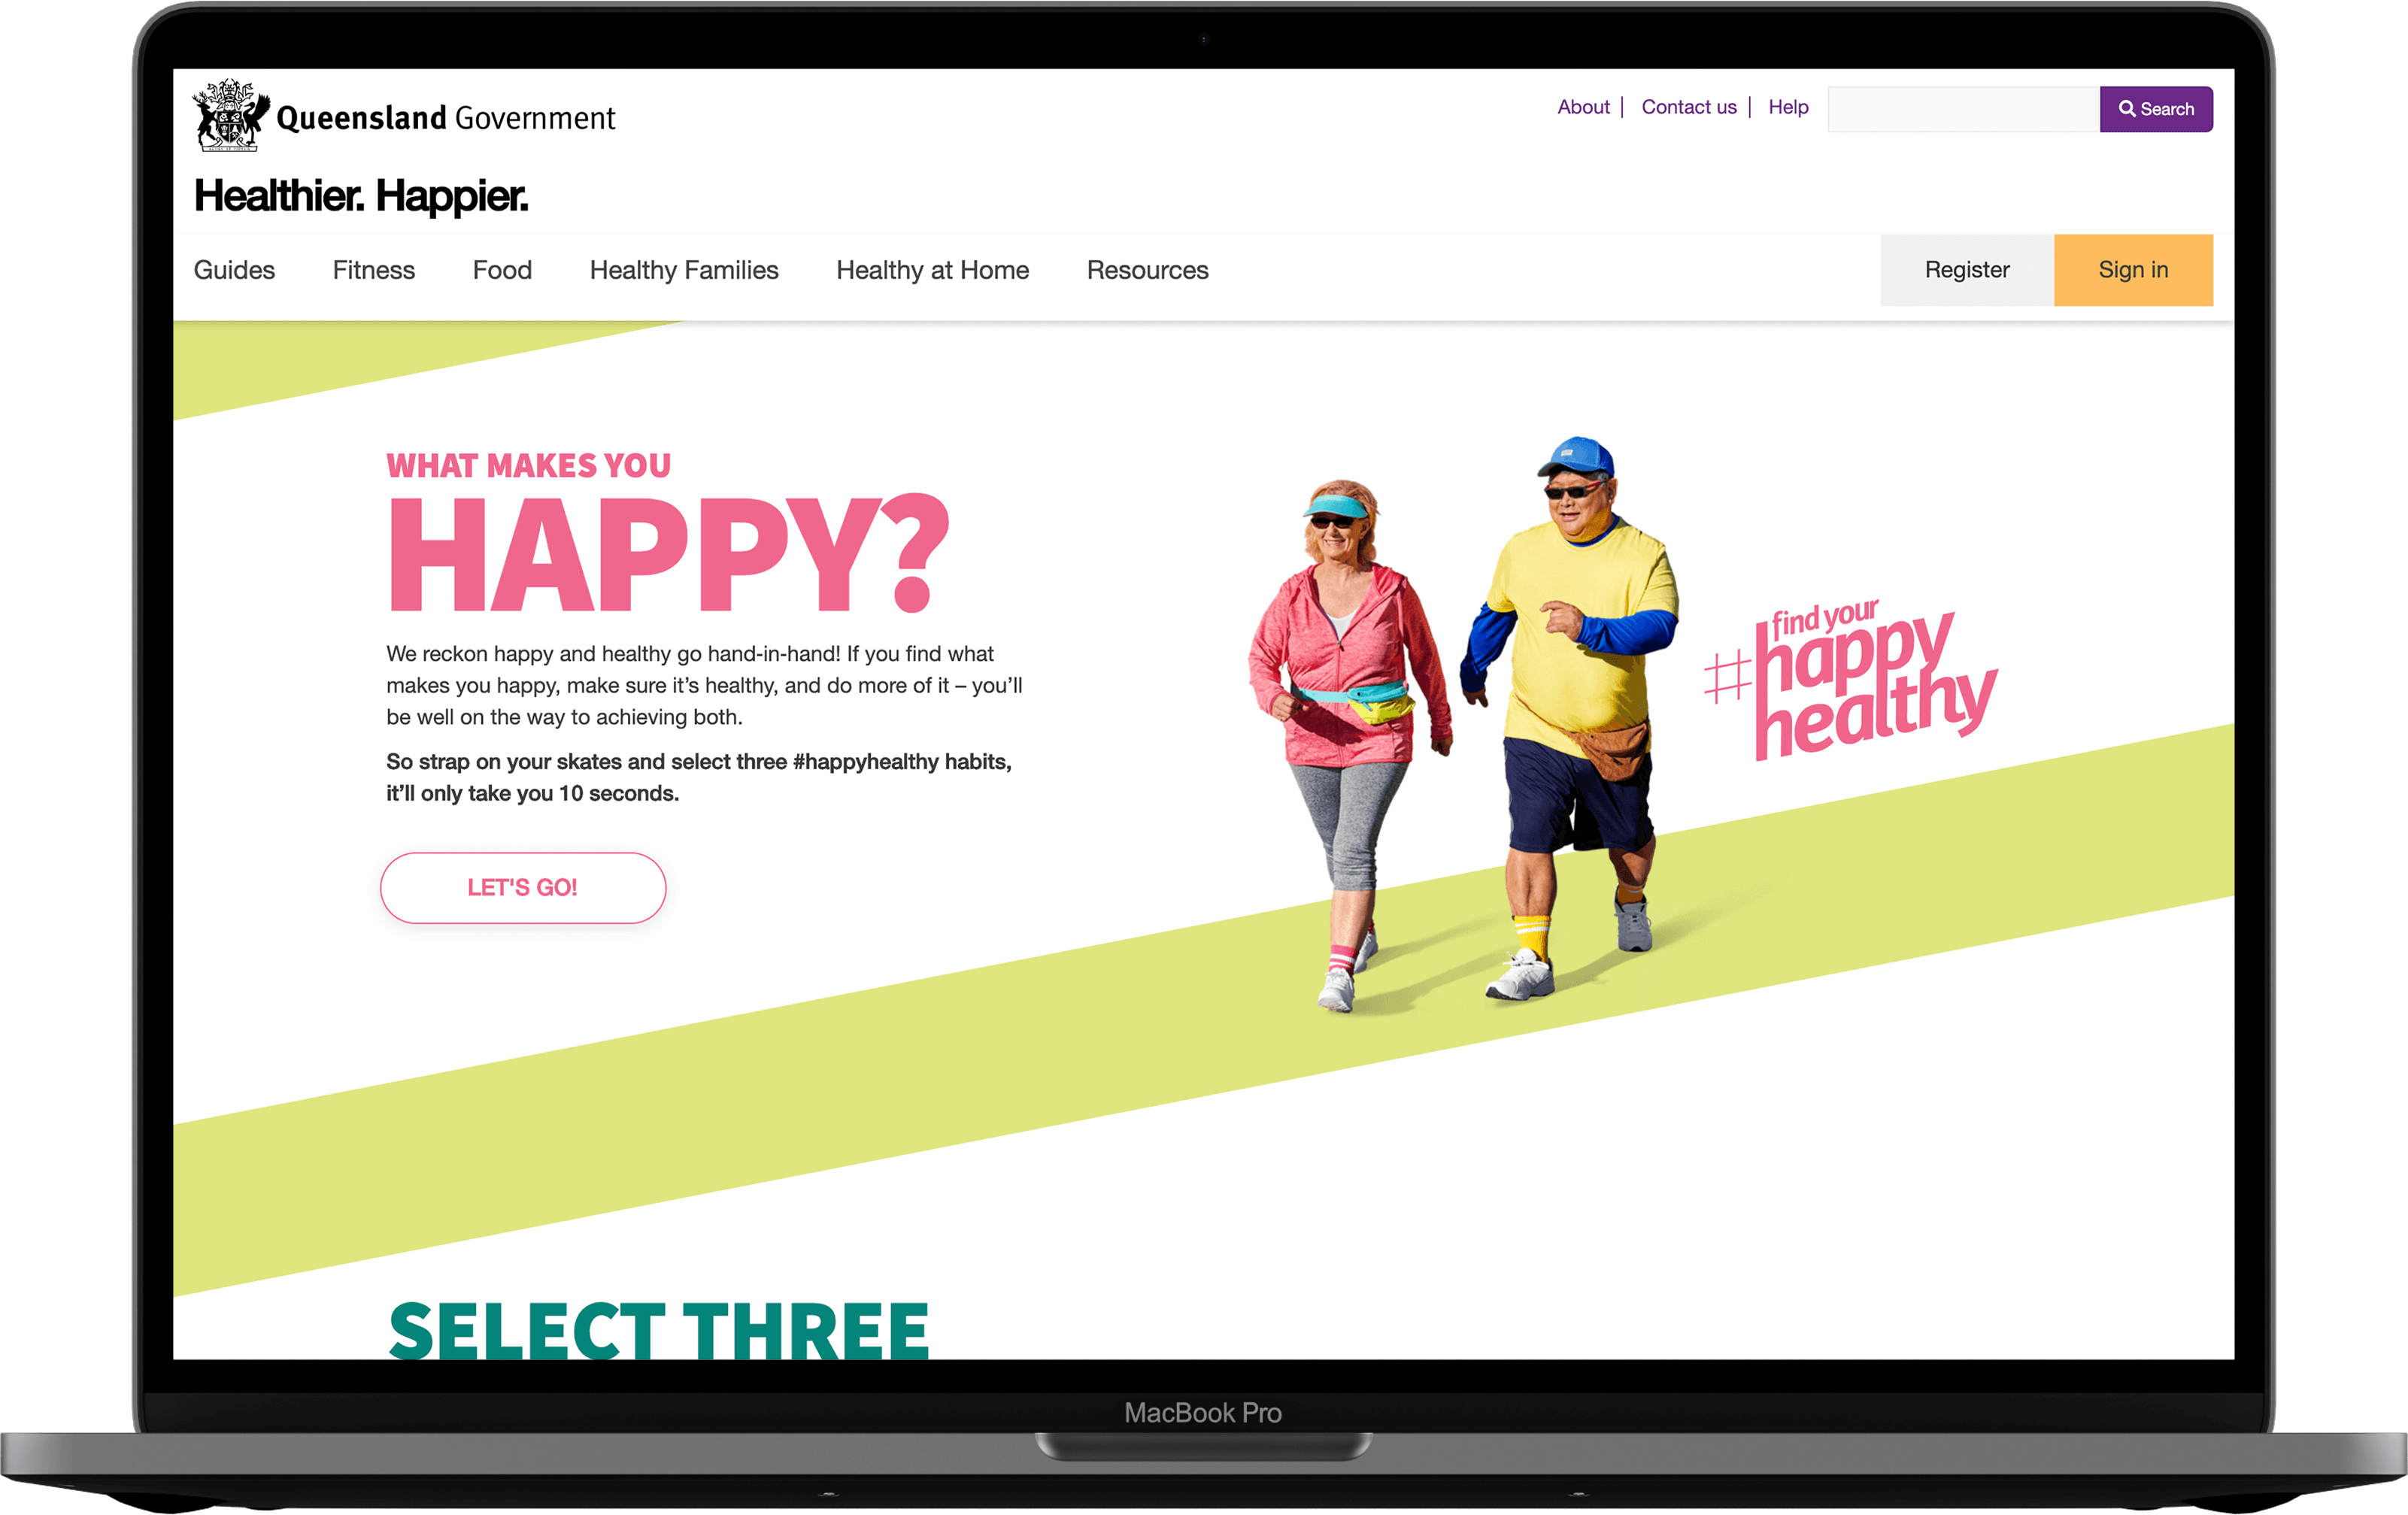 Queensland Government
About | Contact us | Help
Search
Healthier. Happier.
Guides Fitness Food Healthy Families Healthy at Home Resources
Register Sign in
WHAT MAKES YOU
HAPPY?
We reckon happy and healthy go hand-in-hand! If you find what
makes you happy, make sure it's healthy, and do more of it – you'll
be well on the way to achieving both.
So strap on your skates and select three #happyhealthy habits,
it'll only take you 10 seconds.
LET'S GO!
#find your
happy
healthy
SELECT THREE
MacBook Pro